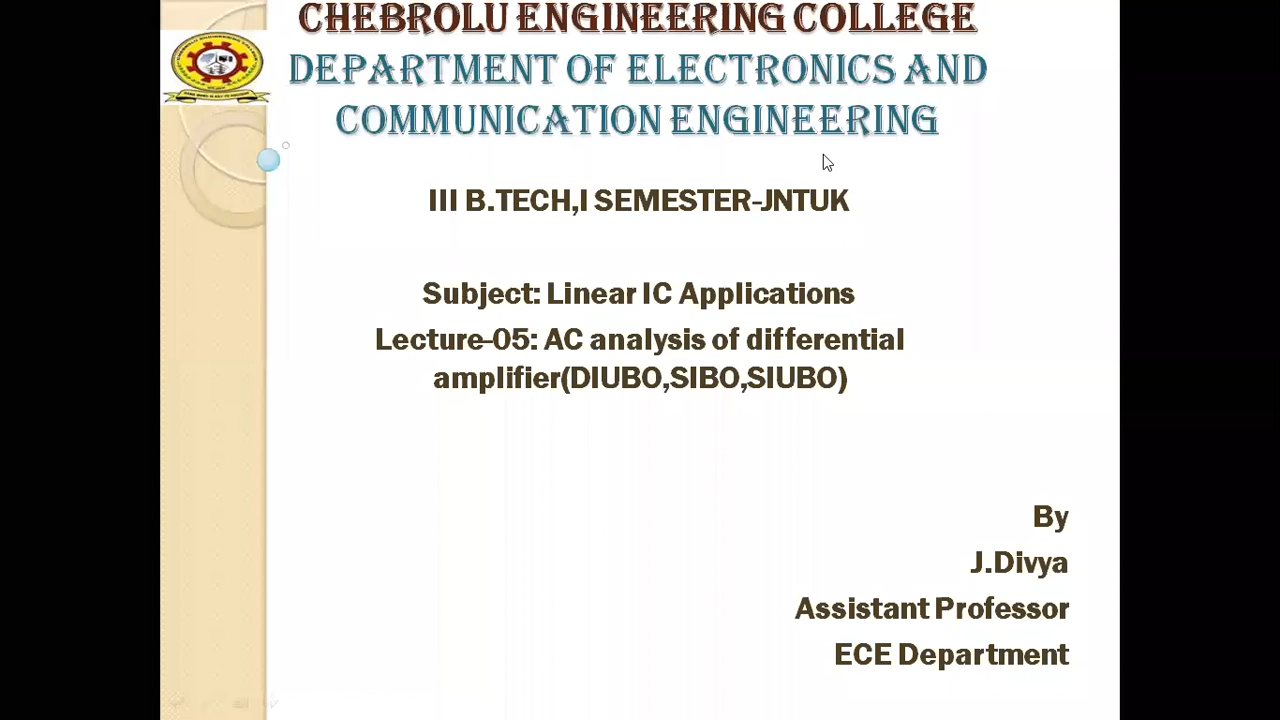 CHEBROLU ENGINEERING COLLEGE
DEPARTMENT OF ELECTRONICS AND
COMMUNICATION ENGINEERING
III B.TECH,I SEMESTER-JNTUK
Subject: Linear IC Applications
Lecture-05: AC analysis of differential
amplifier(DIUBO,SIBO,SIUBO)
By
J.Divya
Assistant Professor
ECE Department